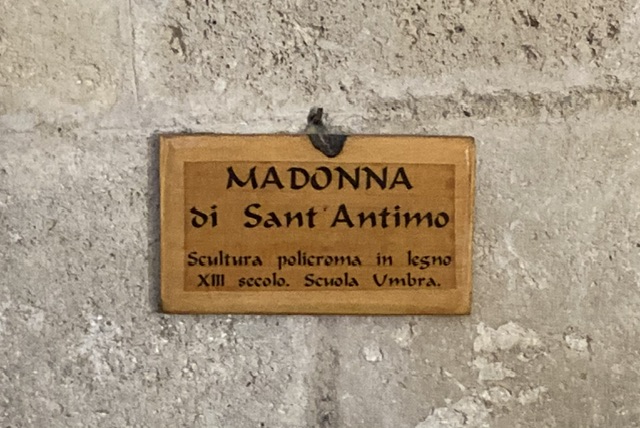 MADONNA
di Sant'Antimo
Scultura policroma in legno
XIII secolo. Scuola Umbra.